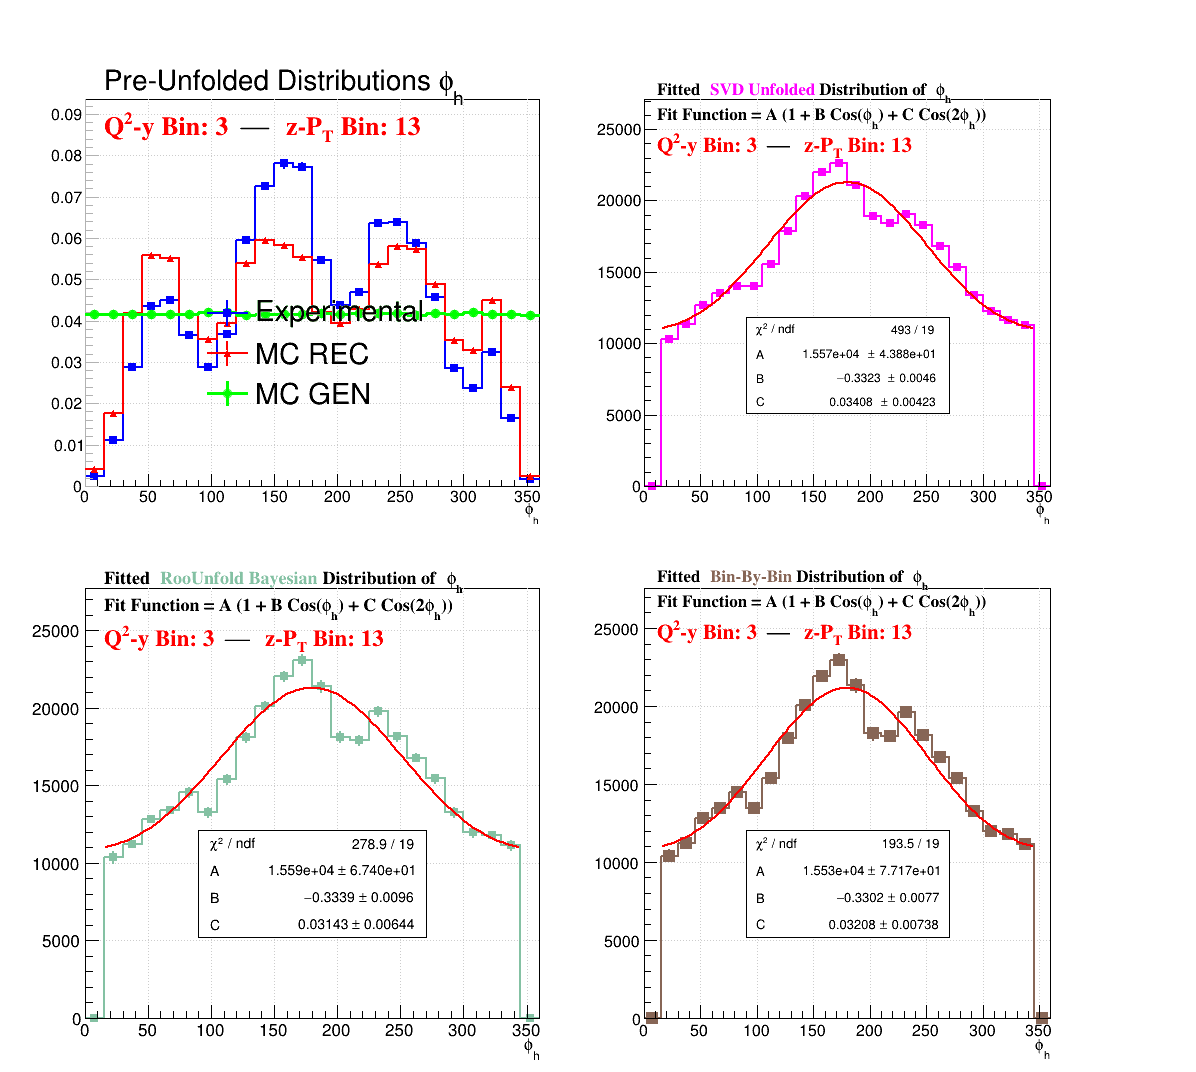 Pre-Unfolded Distributions ϕh
Q²-y Bin: 3 — z-PT Bin: 13
0.09
0.08
0.07
0.06
0.05
0.04
0.03
0.02
0.01
0
Experimental
MC REC
MC GEN
0 50 100 150 200 250 300 350
ϕh
Fitted SVD Unfolded Distribution of ϕh
Fit Function = A (1 + B Cos(ϕh) + C Cos(2ϕh))
Q²-y Bin: 3 — z-PT Bin: 13
25000
20000
15000
10000
5000
0
χ² / ndf 493 / 19
A 1.557e+04 ± 4.388e+01
B −0.3323 ± 0.0046
C 0.03408 ± 0.00423
0 50 100 150 200 250 300 350
ϕh
Fitted RooUnfold Bayesian Distribution of ϕh
Fit Function = A (1 + B Cos(ϕh) + C Cos(2ϕh))
Q²-y Bin: 3 — z-PT Bin: 13
25000
20000
15000
10000
5000
0
χ² / ndf 278.9 / 19
A 1.559e+04 ± 6.740e+01
B −0.3339 ± 0.0096
C 0.03143 ± 0.00644
0 50 100 150 200 250 300 350
ϕh
Fitted Bin-By-Bin Distribution of ϕh
Fit Function = A (1 + B Cos(ϕh) + C Cos(2ϕh))
Q²-y Bin: 3 — z-PT Bin: 13
25000
20000
15000
10000
5000
0
χ² / ndf 193.5 / 19
A 1.553e+04 ± 7.717e+01
B −0.3302 ± 0.0077
C 0.03208 ± 0.00738
0 50 100 150 200 250 300 350
ϕh